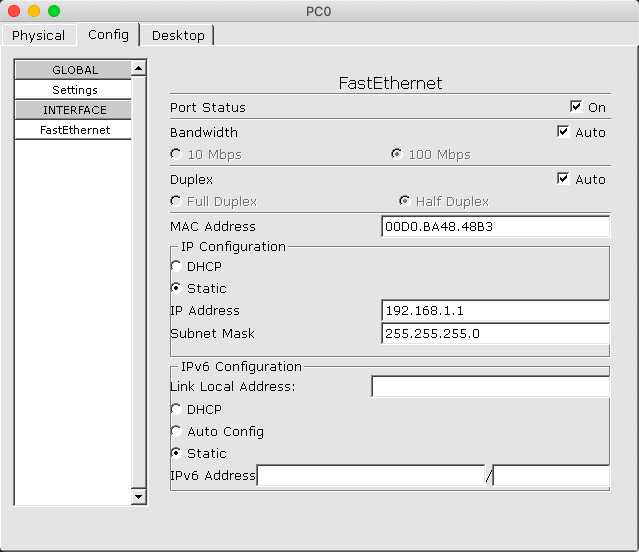 PC0
Physical Config Desktop
GLOBAL
Settings
INTERFACE
FastEthernet
FastEthernet
Port Status On
Bandwidth Auto
10 Mbps 100 Mbps
Duplex Auto
Full Duplex Half Duplex
MAC Address 00D0.BA48.48B3
IP Configuration
DHCP
Static
IP Address 192.168.1.1
Subnet Mask 255.255.255.0
IPv6 Configuration
Link Local Address:
DHCP
Auto Config
Static
IPv6 Address /